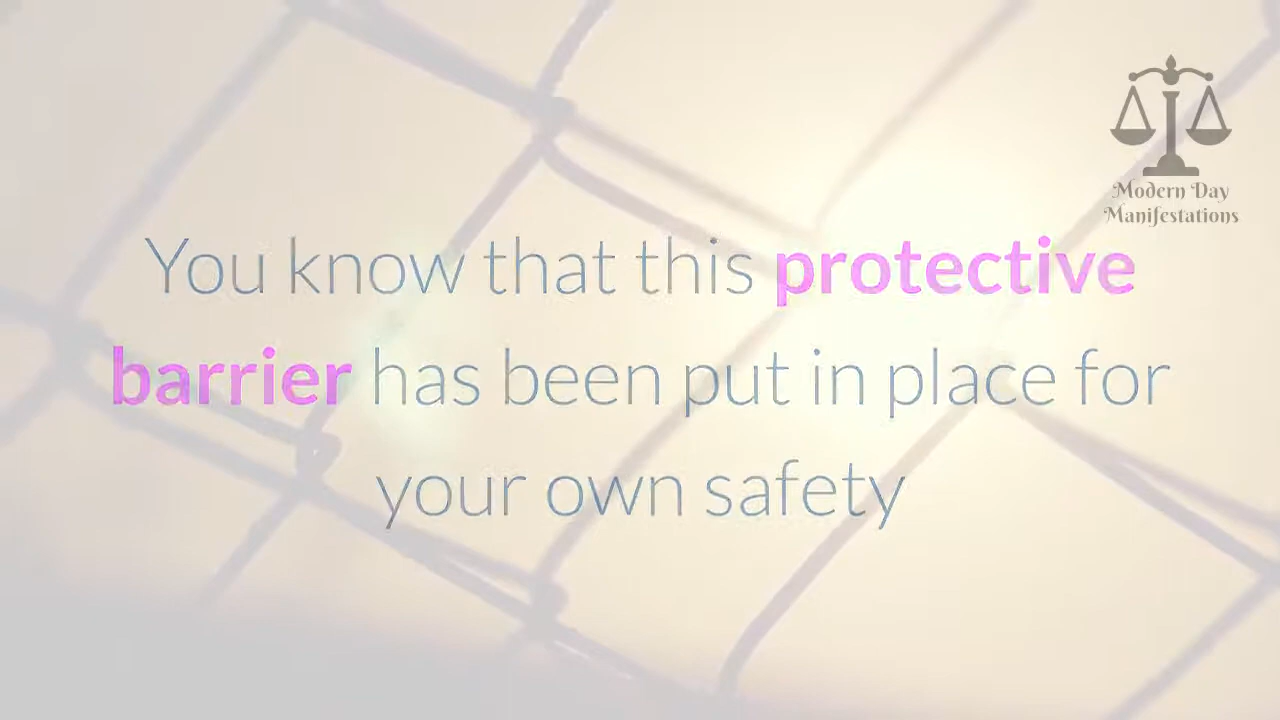 Modern Day
Manifestations
You know that this protective
barrier has been put in place for
your own safety